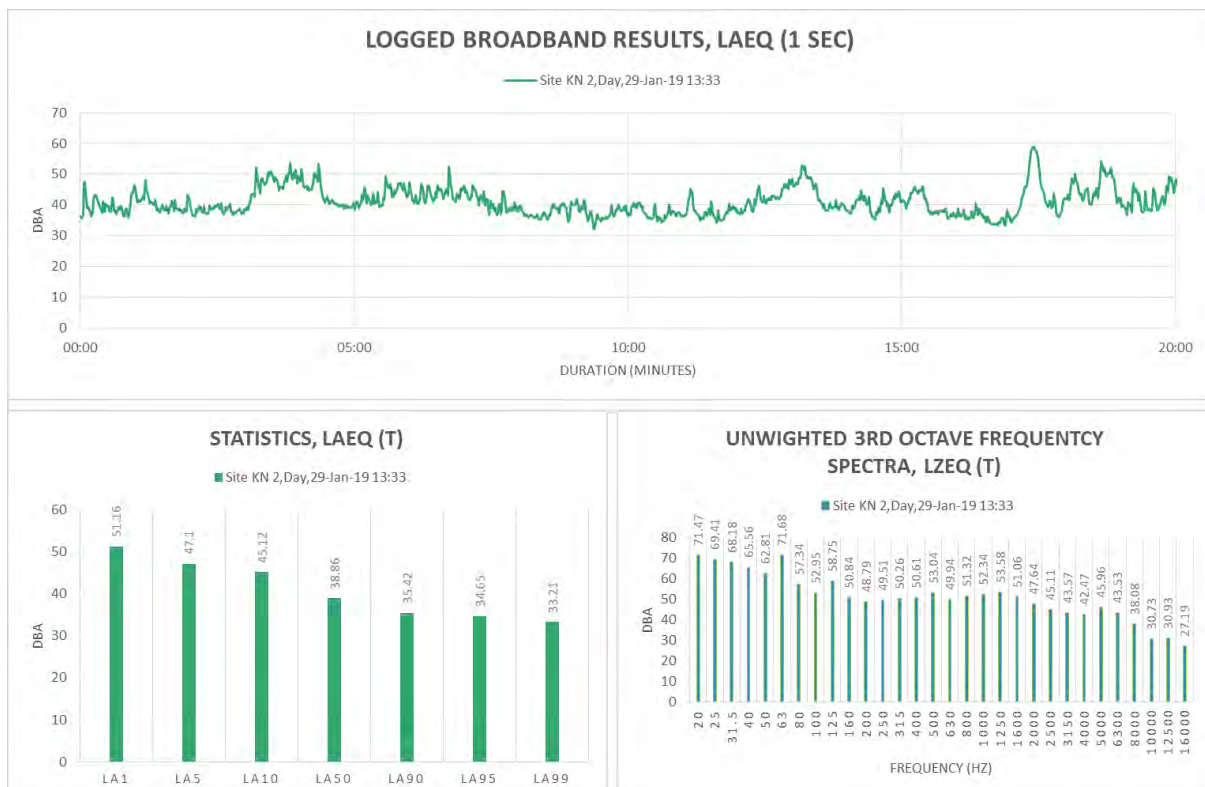 LOGGED BROADBAND RESULTS, LAEQ (1 SEC)
Site KN 2,Day,29-Jan-19 13:33
70
60
50
40
30
20
10
0
DBA
00:00 05:00 10:00 15:00 20:00
DURATION (MINUTES)
STATISTICS, LAEQ (T)
Site KN 2,Day,29-Jan-19 13:33
60
50
40
30
20
10
0
DBA
51.16 47.1 45.12 38.86 35.42 34.65 33.21
LA1 LA5 LA10 LA50 LA90 LA95 LA99
UNWIGHTED 3RD OCTAVE FREQUENTCY
SPECTRA, LZEQ (T)
Site KN 2,Day,29-Jan-19 13:33
80
70
60
50
40
30
20
10
0
DBA
71.47 69.41 68.18 65.56 62.81 71.68 57.34 52.95 58.75 50.84 48.79 49.51 50.26 50.61 53.04 49.94 51.32 52.34 53.58 51.06 47.64 45.11 43.57 42.47 45.96 43.53 38.08 30.73 30.93 27.19
20 25 31.5 40 50 63 80 100 125 160 200 250 315 400 500 630 800 1000 1250 1600 2000 2500 3150 4000 5000 6300 8000 10000 12500 16000
FREQUENCY (HZ)